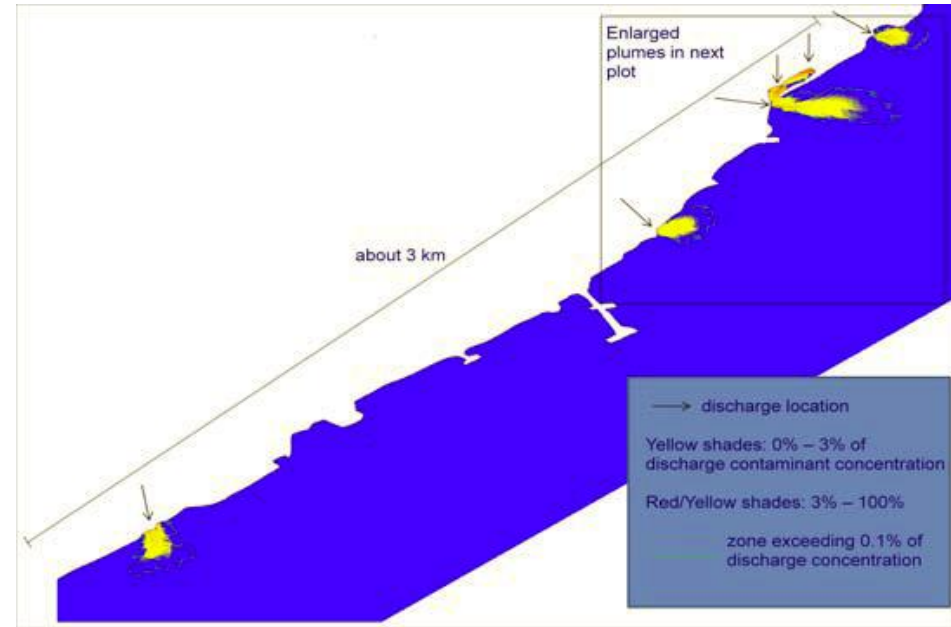 Enlarged
plumes in next
plot
about 3 km
discharge location
Yellow shades: 0% – 3% of
discharge contaminant concentration
Red/Yellow shades: 3% – 100%
zone exceeding 0.1% of
discharge concentration